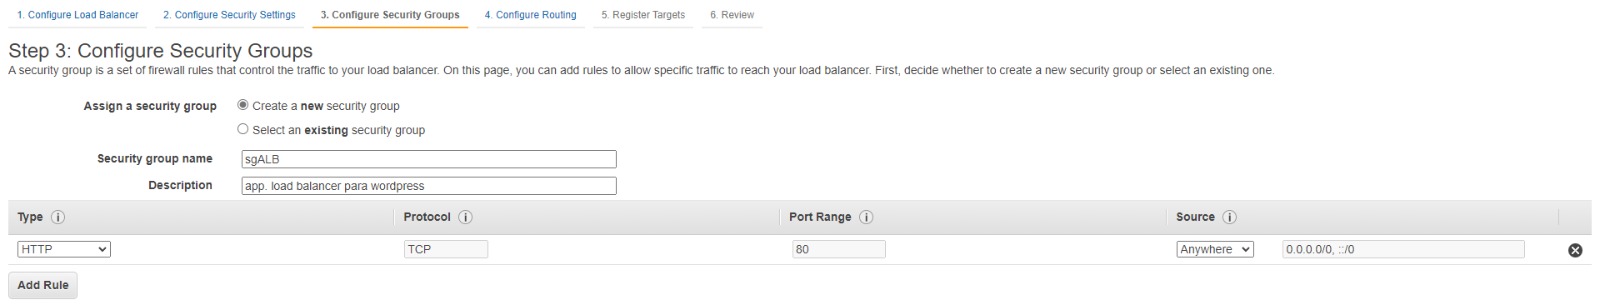 1. Configure Load Balancer 2. Configure Security Settings 3. Configure Security Groups 4. Configure Routing 5. Register Targets 6. Review
Step 3: Configure Security Groups
A security group is a set of firewall rules that control the traffic to your load balancer. On this page, you can add rules to allow specific traffic to reach your load balancer. First, decide whether to create a new security group or select an existing one.
Assign a security group Create a new security group
Select an existing security group
Security group name sgALB
Description app. load balancer para wordpress
Type i Protocol i Port Range i Source i
HTTP TCP 80 Anywhere 0.0.0.0/0, ::/0
Add Rule